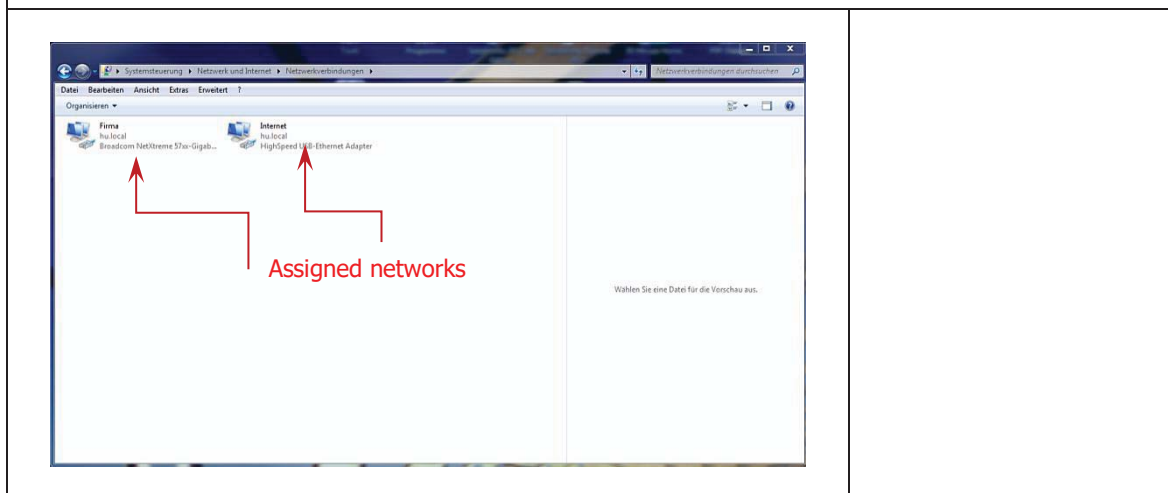 Systemsteuerung Netzwerk und Internet Netzwerkverbindungen
Netzwerkverbindungen durchsuchen
Datei Bearbeiten Ansicht Extras Erweitert ?
Organisieren
Firma
hu.local
Broadcom NetXtreme 57xx-Gigab...
Internet
hu.local
HighSpeed USB-Ethernet Adapter
Assigned networks
Wählen Sie eine Datei für die Vorschau aus.